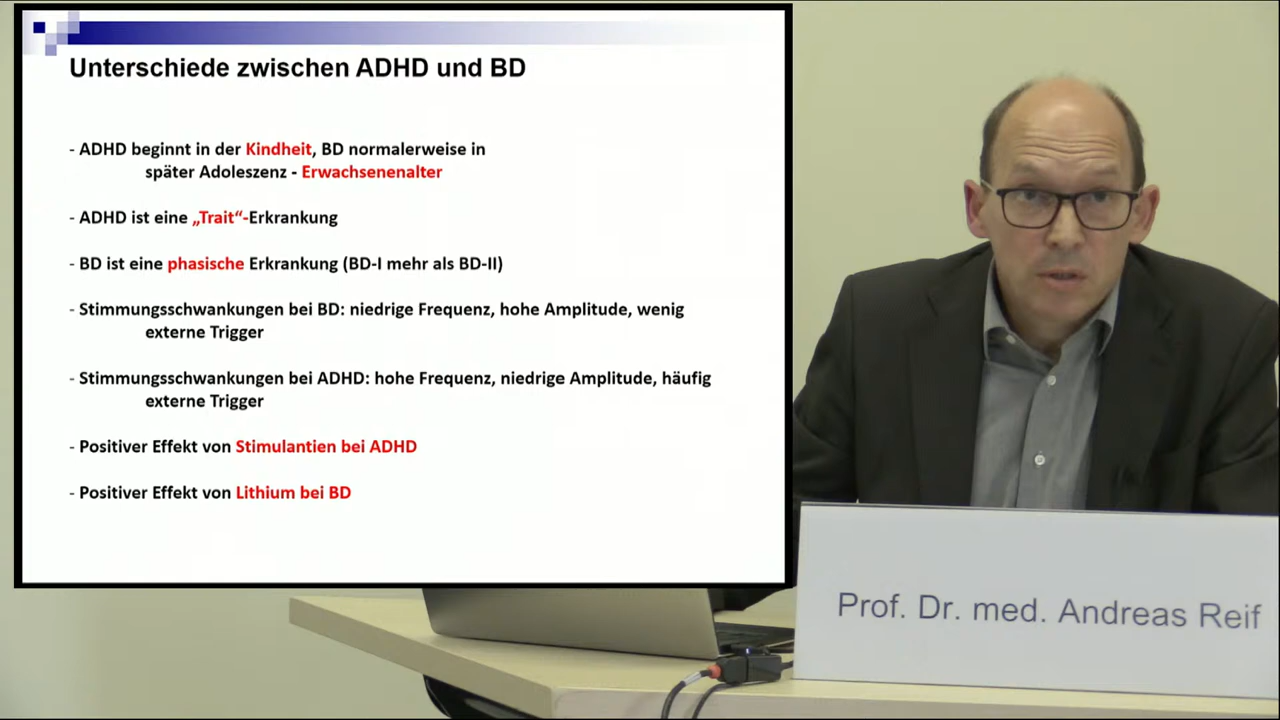 Unterschiede zwischen ADHD und BD
- ADHD beginnt in der Kindheit, BD normalerweise in
später Adoleszenz - Erwachsenenalter
- ADHD ist eine „Trait“-Erkrankung
- BD ist eine phasische Erkrankung (BD-I mehr als BD-II)
- Stimmungsschwankungen bei BD: niedrige Frequenz, hohe Amplitude, wenig
externe Trigger
- Stimmungsschwankungen bei ADHD: hohe Frequenz, niedrige Amplitude, häufig
externe Trigger
- Positiver Effekt von Stimulantien bei ADHD
- Positiver Effekt von Lithium bei BD
Prof. Dr. med. Andreas Reif